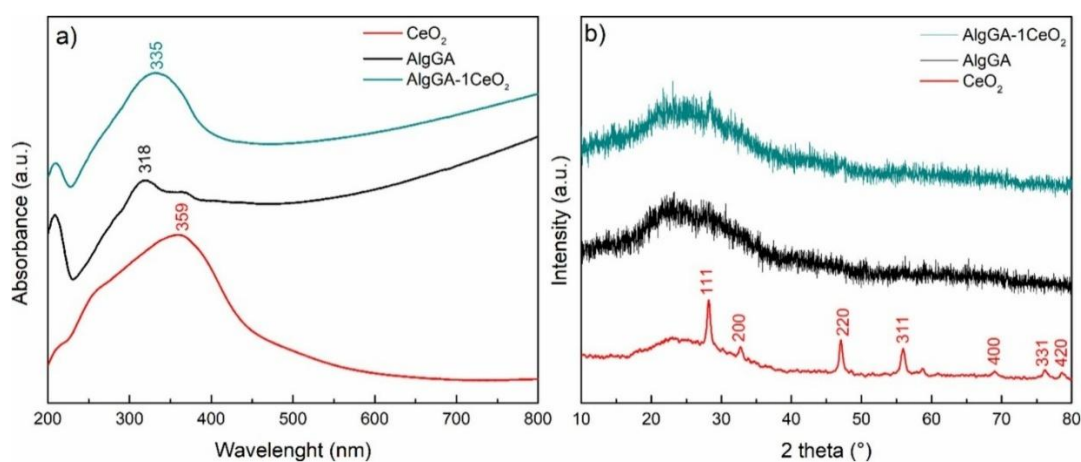 a)
CeO₂
AlgGA
AlgGA-1CeO₂
335
318
359
Absorbance (a.u.)
200 300 400 500 600 700 800
Wavelenght (nm)
b)
AlgGA-1CeO₂
AlgGA
CeO₂
111
200
220
311
400
331
420
Intensity (a.u.)
10 20 30 40 50 60 70 80
2 theta (°)